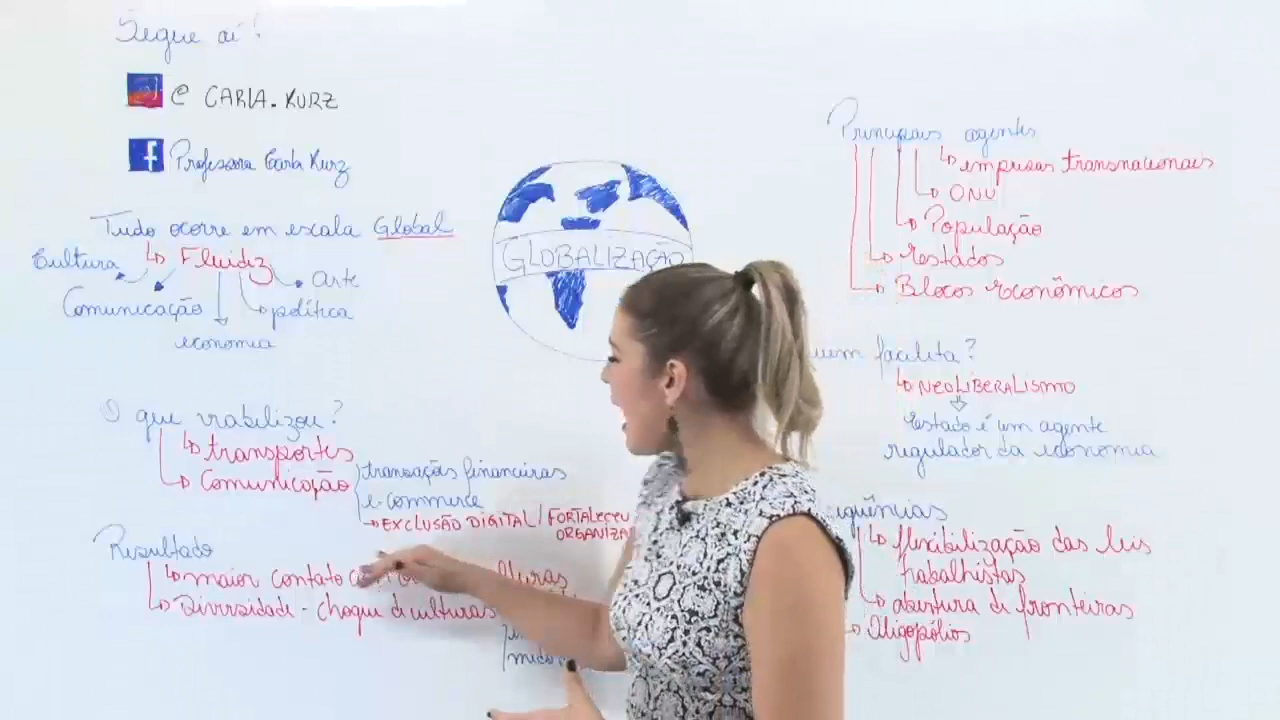 Segue aí!
@ CARLA.KURZ
f Professora Carla Kurz
Tudo ocorre em escala Global
Fluidez
Cultura
Comunicação
economia
política
Arte
O que viabilizou?
transportes
Comunicação
transações financeiras
e-commerce
EXCLUSÃO DIGITAL / FORTALECEU
Resultado
maior contato
Diversidade - choque de culturas
GLOBALIZAÇÃO
Principais agentes
empresas transnacionais
ONU
População
Estados
Blocos Econômicos
facilita?
NEOLIBERALISMO
Estado é um agente
regulador da economia
flexibilização das leis
trabalhistas
abertura de fronteiras
Oligopólios